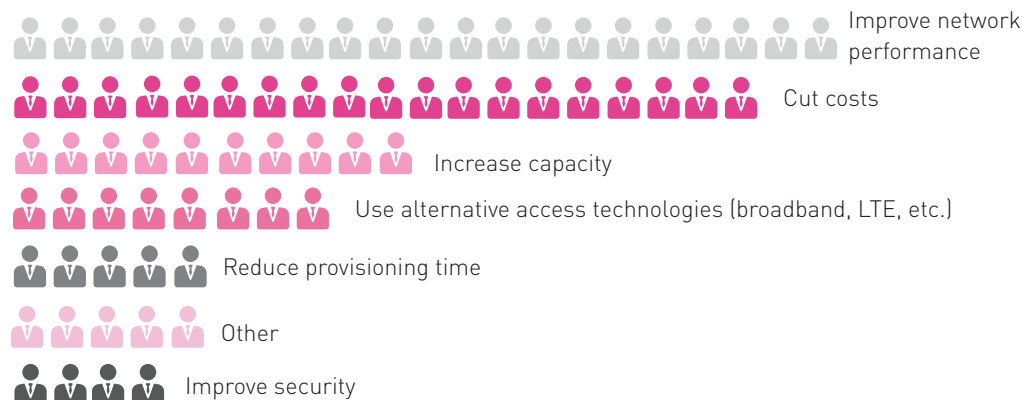 Improve network
performance
Cut costs
Increase capacity
Use alternative access technologies (broadband, LTE, etc.)
Reduce provisioning time
Other
Improve security